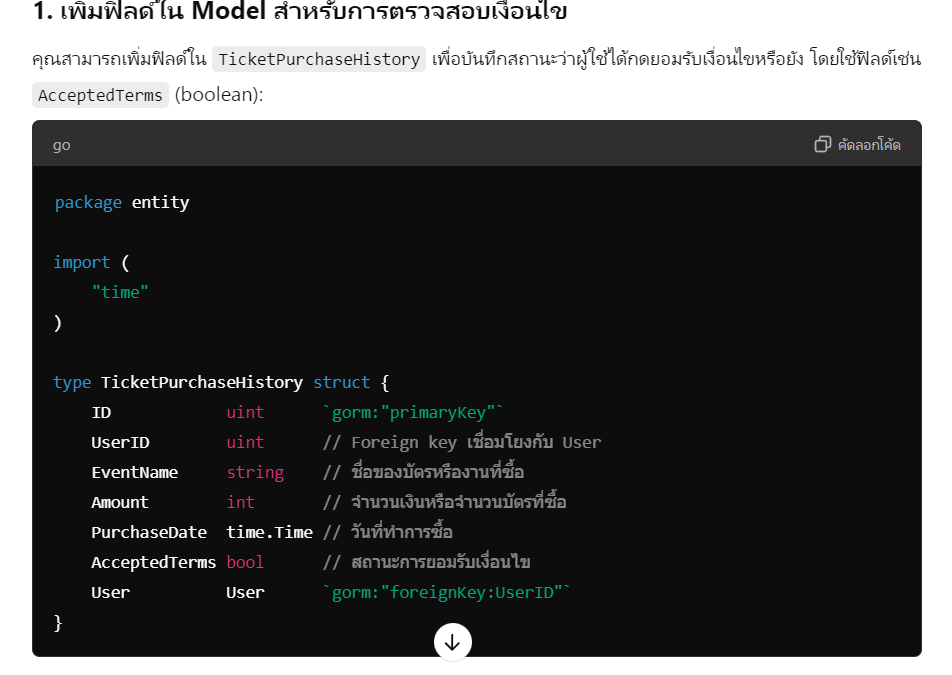 1. เพิ่มฟิลด์ใน Model สำหรับการตรวจสอบเงื่อนไข
คุณสามารถเพิ่มฟิลด์ใน TicketPurchaseHistory เพื่อบันทึกสถานะว่าผู้ใช้ได้กดยอมรับเงื่อนไขหรือยัง โดยใช้ฟิลด์เช่น
AcceptedTerms (boolean):
go คัดลอกโค้ด
package entity
import (
"time"
)
type TicketPurchaseHistory struct {
ID uint `gorm:"primaryKey"`
UserID uint // Foreign key เชื่อมโยงกับ User
EventName string // ชื่อของบัตรหรืองานที่ซื้อ
Amount int // จำนวนเงินหรือจำนวนบัตรที่ซื้อ
PurchaseDate time.Time // วันที่ทำการซื้อ
AcceptedTerms bool // สถานะการยอมรับเงื่อนไข
User User `gorm:"foreignKey:UserID"`
}